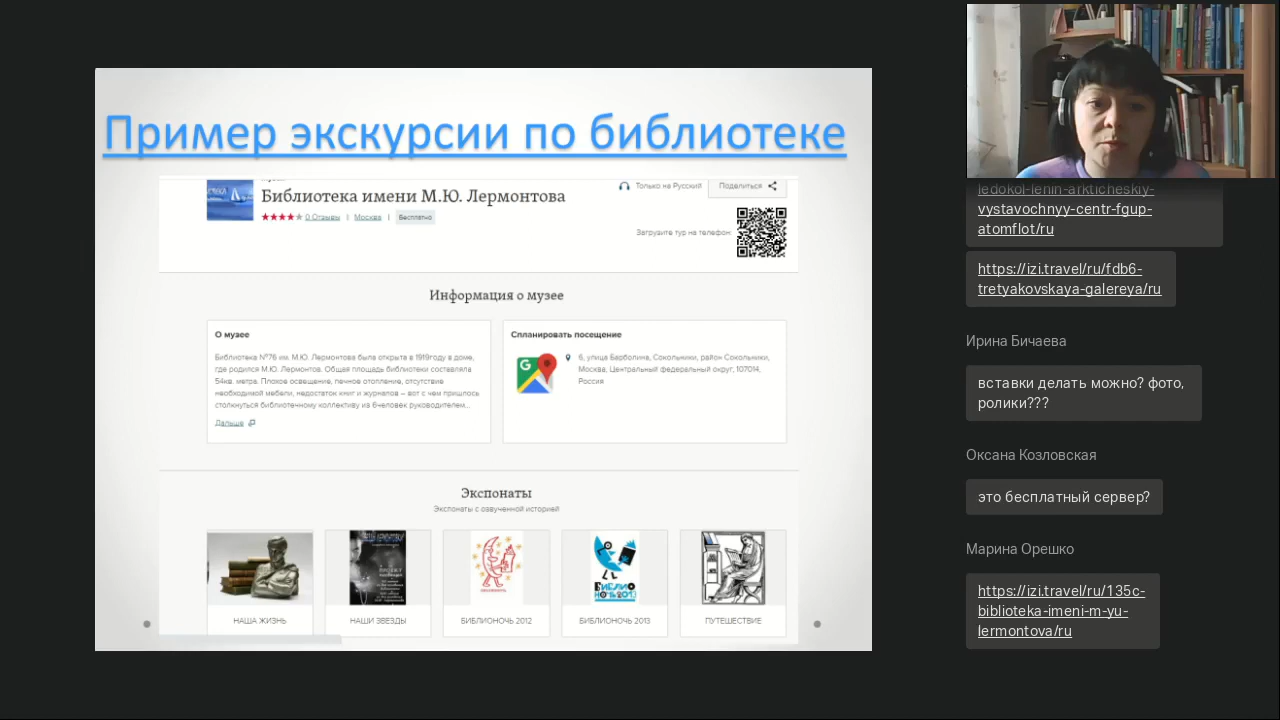 Пример экскурсии по библиотеке
Библиотека имени М.Ю. Лермонтова
0 Отзывы | Москва | Бесплатно
Только на Русский
Поделиться
Загрузите тур на телефон
Информация о музее
О музее
Библиотека №76 им. М.Ю. Лермонтова была открыта в 1919году в доме,
где родился М.Ю. Лермонтов. Общая площадь библиотеки составляла
54кв. метра. Плохое освещение, печное отопление, отсутствие
необходимой мебели, недостаток книг и журналов – вот с чем пришлось
столкнуться библиотечному коллективу из 6человек руководителем...
Дальше
Спланировать посещение
6, улица Барболина, Сокольники, район Сокольники,
Москва, Центральный федеральный округ, 107014,
Россия
Экспонаты
Экспонаты с озвученной историей
НАША ЖИЗНЬ
НАШИ ЗВЕЗДЫ
БИБЛИОНОЧЬ 2012
БИБЛИОНОЧЬ 2013
ПУТЕШЕСТВИЕ
ledokol-lenin-arkticheskiy-
vystavochnyy-centr-fgup-
atomflot/ru
https://izi.travel/ru/fdb6-
tretyakovskaya-galereya/ru
Ирина Бичаева
вставки делать можно? фото,
ролики???
Оксана Козловская
это бесплатный сервер?
Марина Орешко
https://izi.travel/ru/135c-
biblioteka-imeni-m-yu-
lermontova/ru